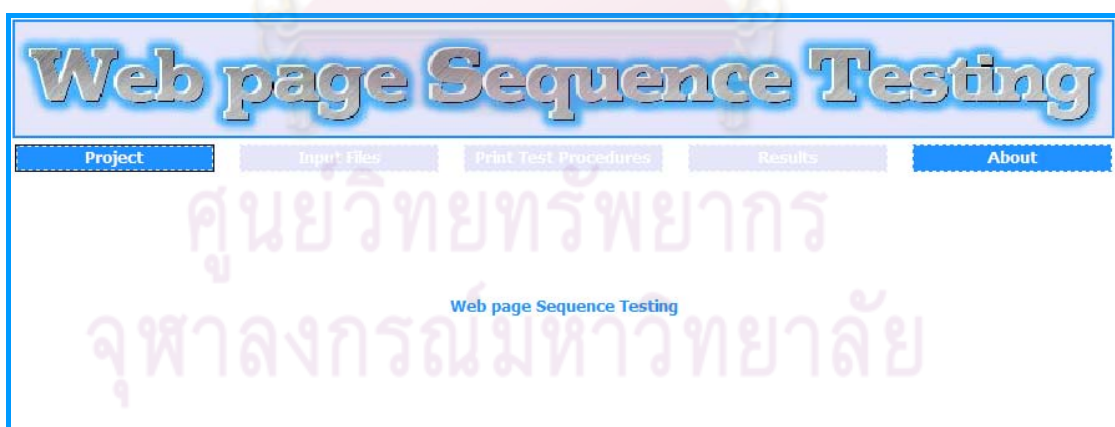 Web page Sequence Testing
Project Input Files Print Test Procedures Results About
ศูนย์วิทยทรัพยากร
Web page Sequence Testing
จุฬาลงกรณ์มหาวิทยาลัย